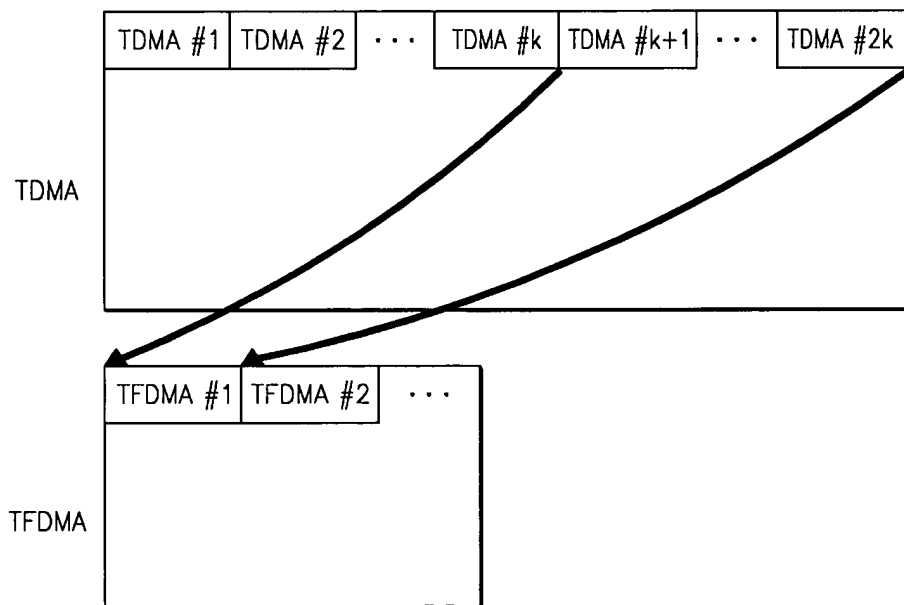 TDMA #1 TDMA #2 ··· TDMA #k TDMA #k+1 ··· TDMA #2k
TDMA
TFDMA #1 TFDMA #2 ···
TFDMA